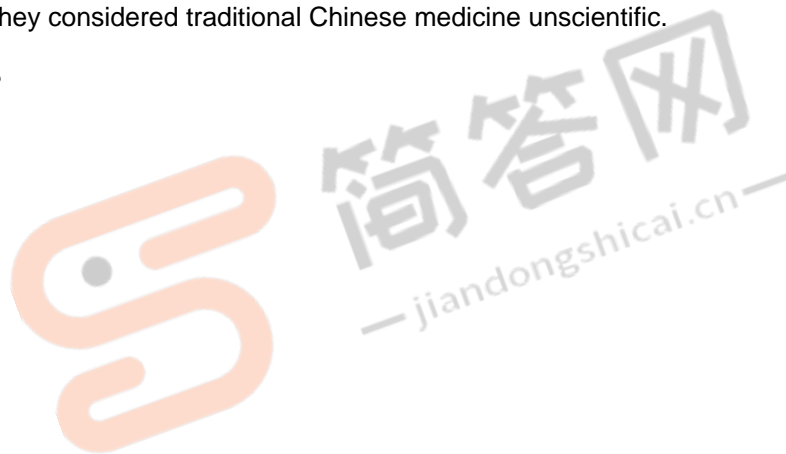 hey considered traditional Chinese medicine unscientific.
简答网
jiandongshicai.cn